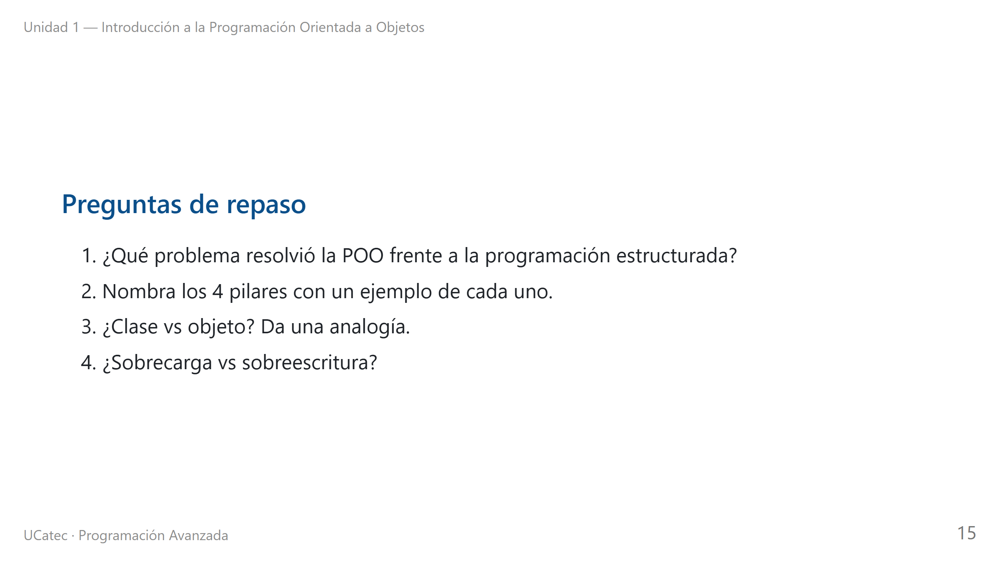 Unidad 1 — Introducción a la Programación Orientada a Objetos
Preguntas de repaso
1. ¿Qué problema resolvió la POO frente a la programación estructurada?
2. Nombra los 4 pilares con un ejemplo de cada uno.
3. ¿Clase vs objeto? Da una analogía.
4. ¿Sobrecarga vs sobreescritura?
UCatec · Programación Avanzada
15